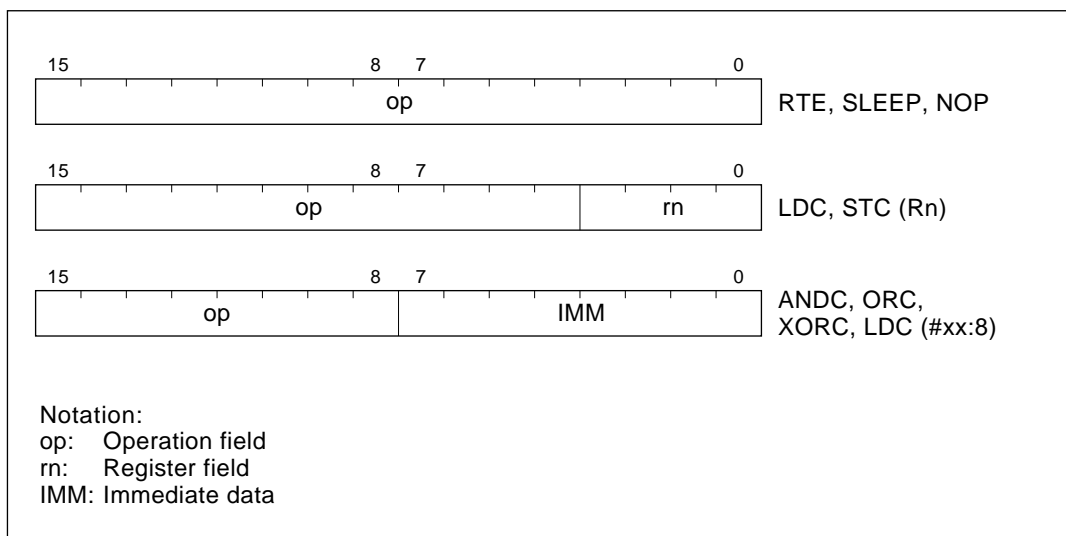 15 8 7 0
op
RTE, SLEEP, NOP
15 8 7 0
op rn
LDC, STC (Rn)
15 8 7 0
op IMM
ANDC, ORC,
XORC, LDC (#xx:8)
Notation:
op: Operation field
rn: Register field
IMM: Immediate data